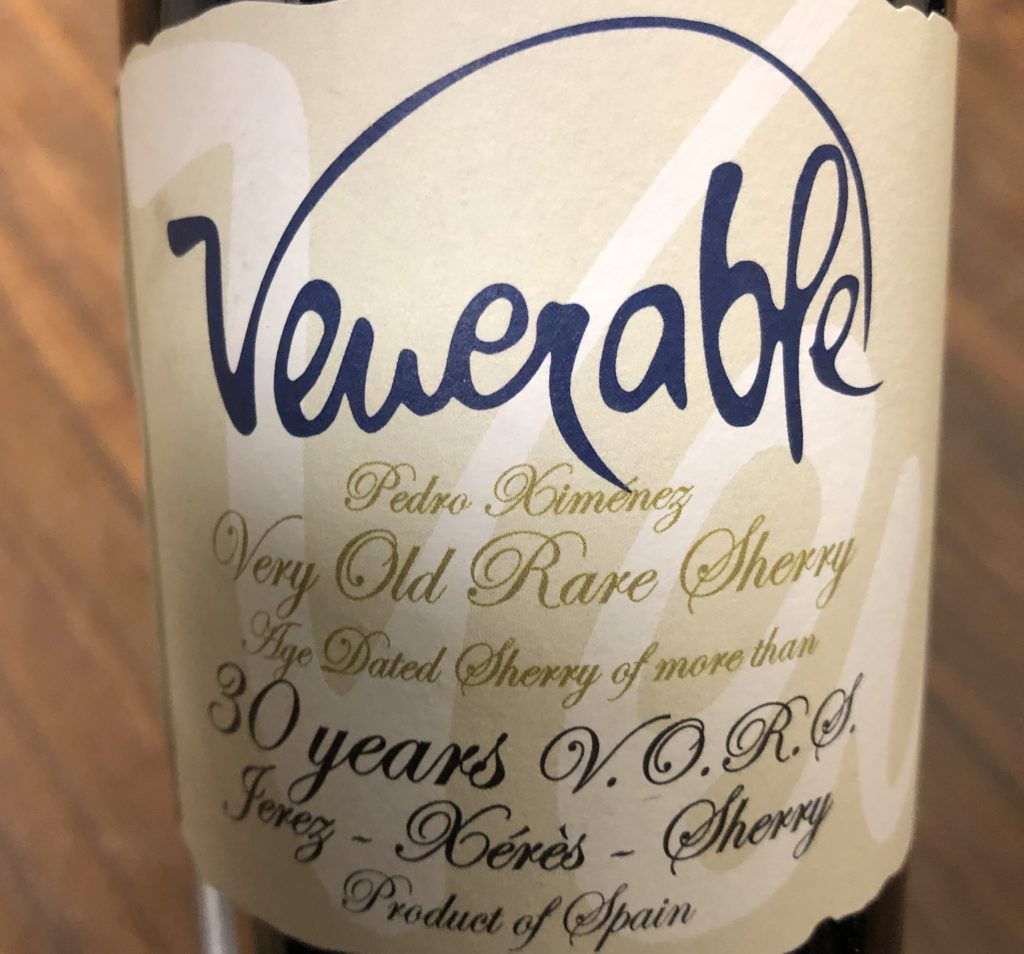 Venerable
Pedro Ximénez
Very Old Rare Sherry
Age Dated Sherry of more than
30 years V.O.R.S.
Jerez - Xérès - Sherry
Product of Spain